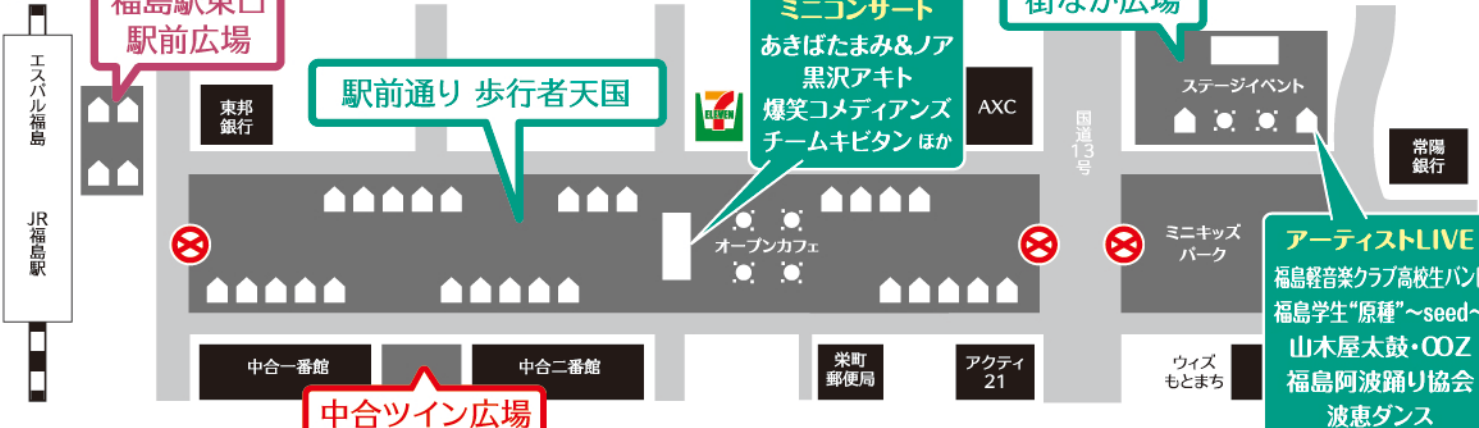 福島駅東口
駅前広場
エスパル福島
JR福島駅
東邦
銀行
駅前通り 歩行者天国
ELEVEN
ミニコンサート
あきばたまみ&ノア
黒沢アキト
爆笑コメディアンズ
チームキビタン ほか
AXC
国道13号
街なか広場
ステージイベント
常陽
銀行
オープンカフェ
ミニキッズ
パーク
アーティストLIVE
福島軽音楽クラブ高校生バンド
福島学生“原種”～seed～
山木屋太鼓・OOZ
福島阿波踊り協会
波恵ダンス
中合一番館
中合二番館
中合ツイン広場
栄町
郵便局
アクティ
21
ウィズ
もとまち